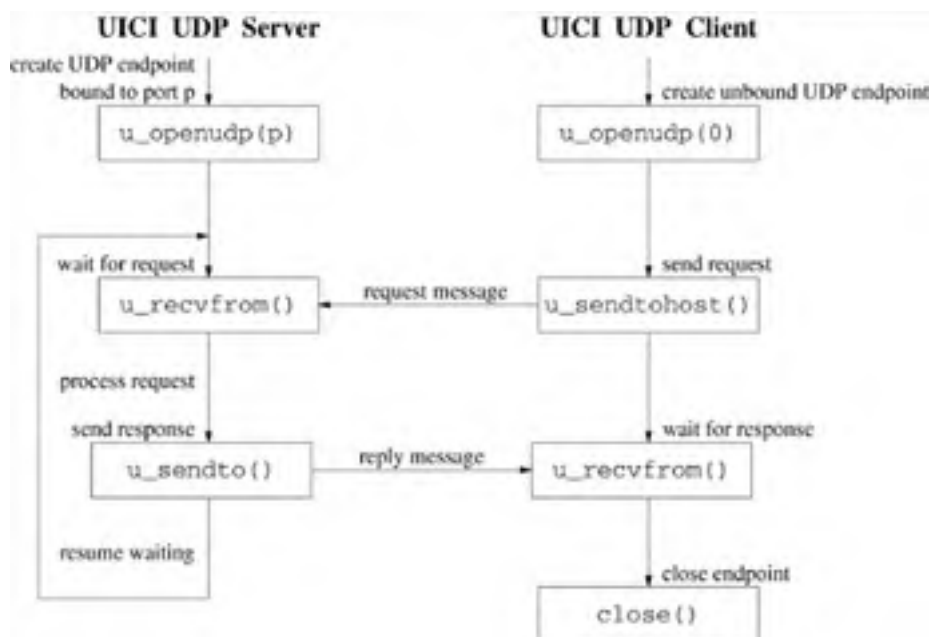 UICI UDP Server
UICI UDP Client
create UDP endpoint
bound to port p
create unbound UDP endpoint
u_openudp(p)
u_openudp(0)
wait for request
send request
u_recvfrom()
request message
u_sendtohost()
process request
send response
wait for response
u_sendto()
reply message
u_recvfrom()
resume waiting
close endpoint
close()